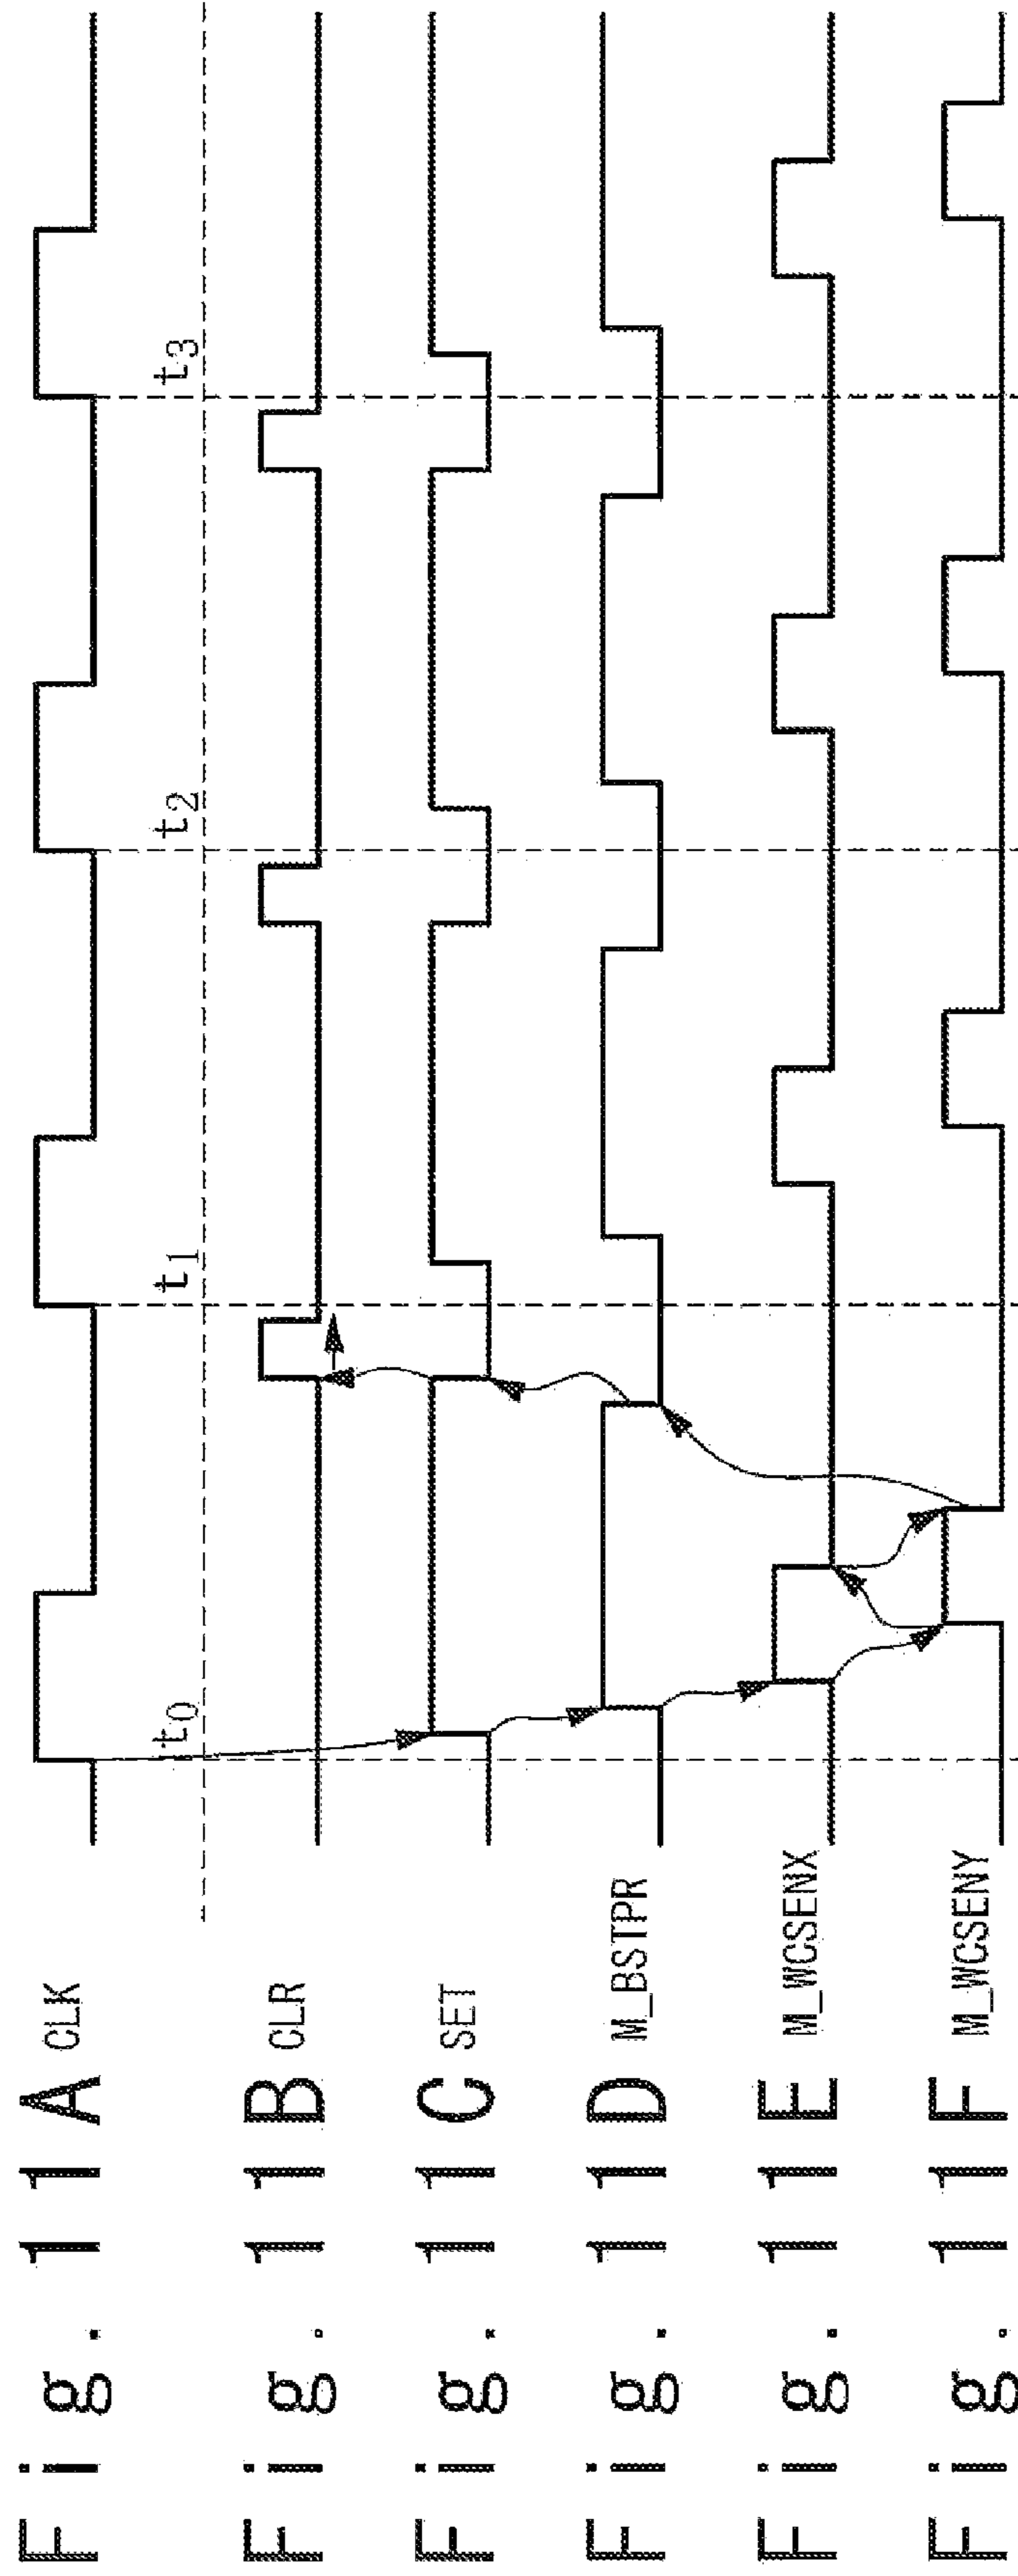 Fig. 11A CLK
t0 t1 t2 t3
Fig. 11B CLR
Fig. 11C SET
Fig. 11D M_BSTPR
Fig. 11E M_WCSENX
Fig. 11F M_WCSENY